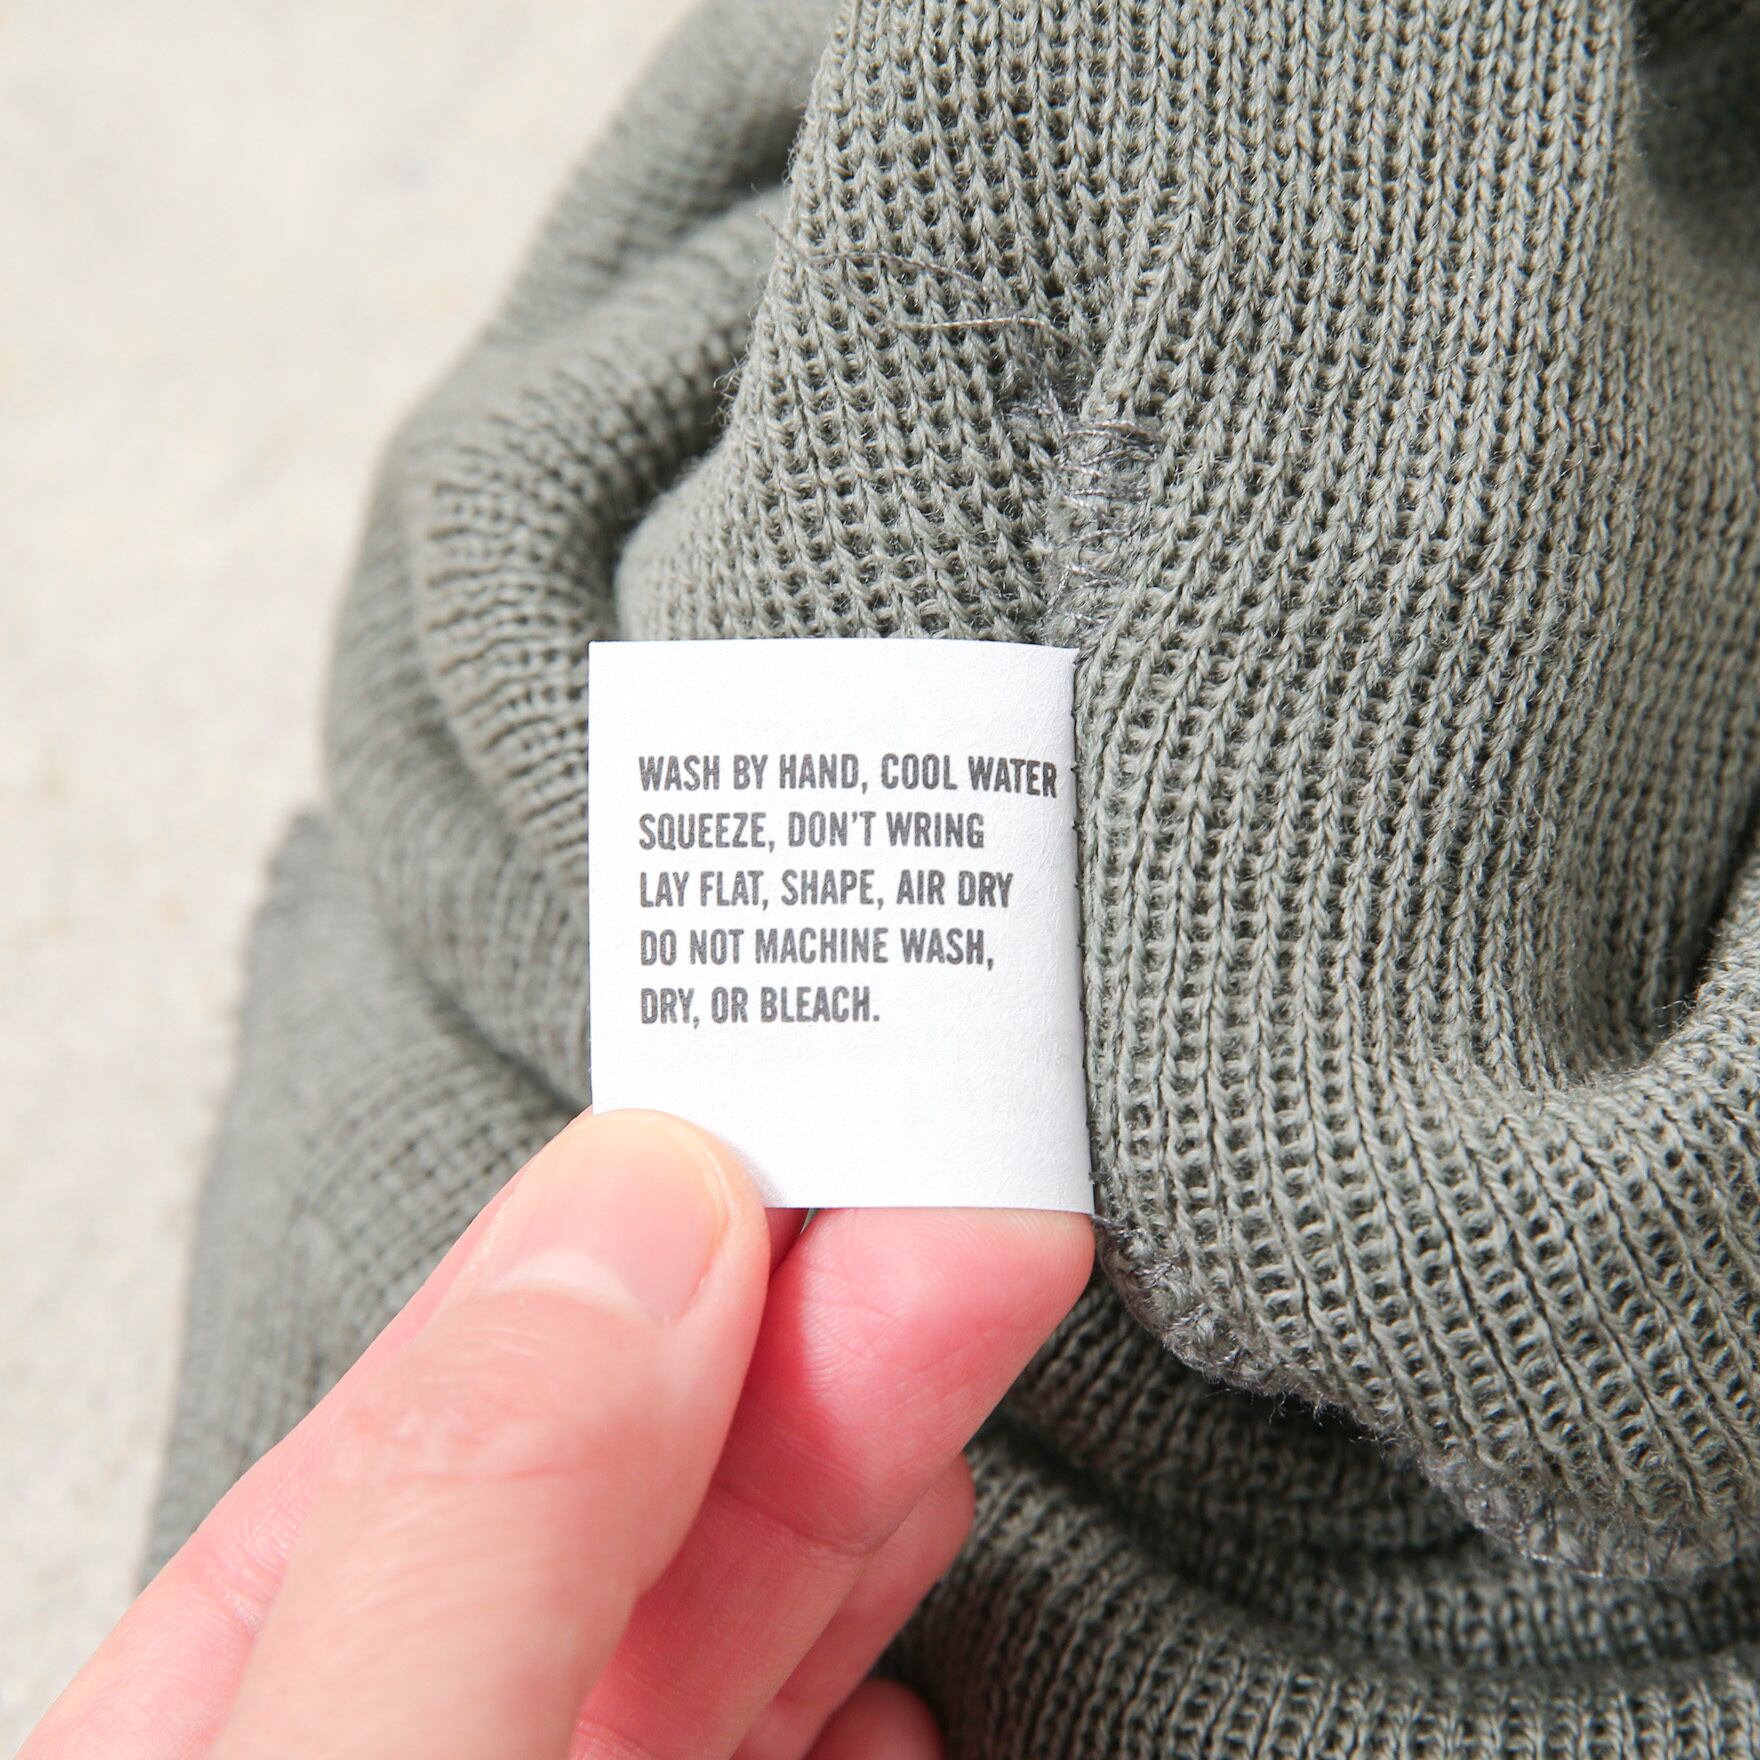 WASH BY HAND, COOL WATER
SQUEEZE, DON'T WRING
LAY FLAT, SHAPE, AIR DRY
DO NOT MACHINE WASH,
DRY, OR BLEACH.